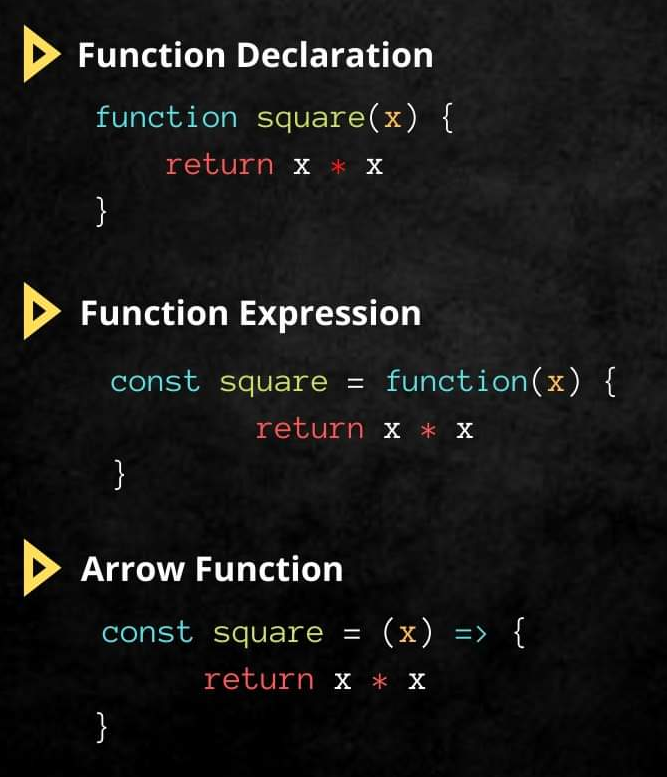 Function Declaration
function square(x) {
return x * x
}
Function Expression
const square = function(x) {
return x * x
}
Arrow Function
const square = (x) => {
return x * x
}